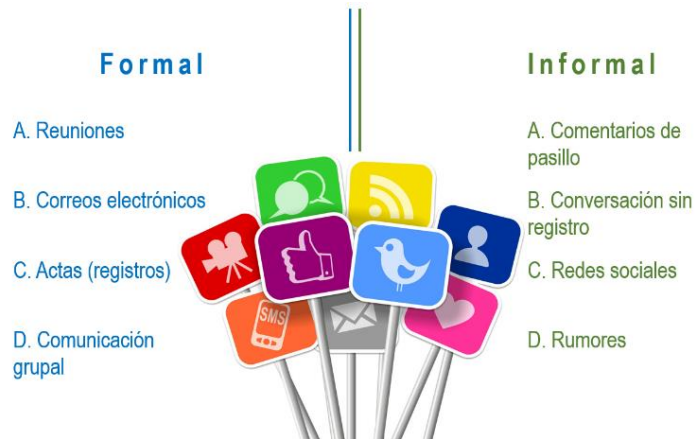 Formal
A. Reuniones
B. Correos electrónicos
C. Actas (registros)
D. Comunicación
grupal
SMS
Informal
A. Comentarios de
pasillo
B. Conversación sin
registro
C. Redes sociales
D. Rumores